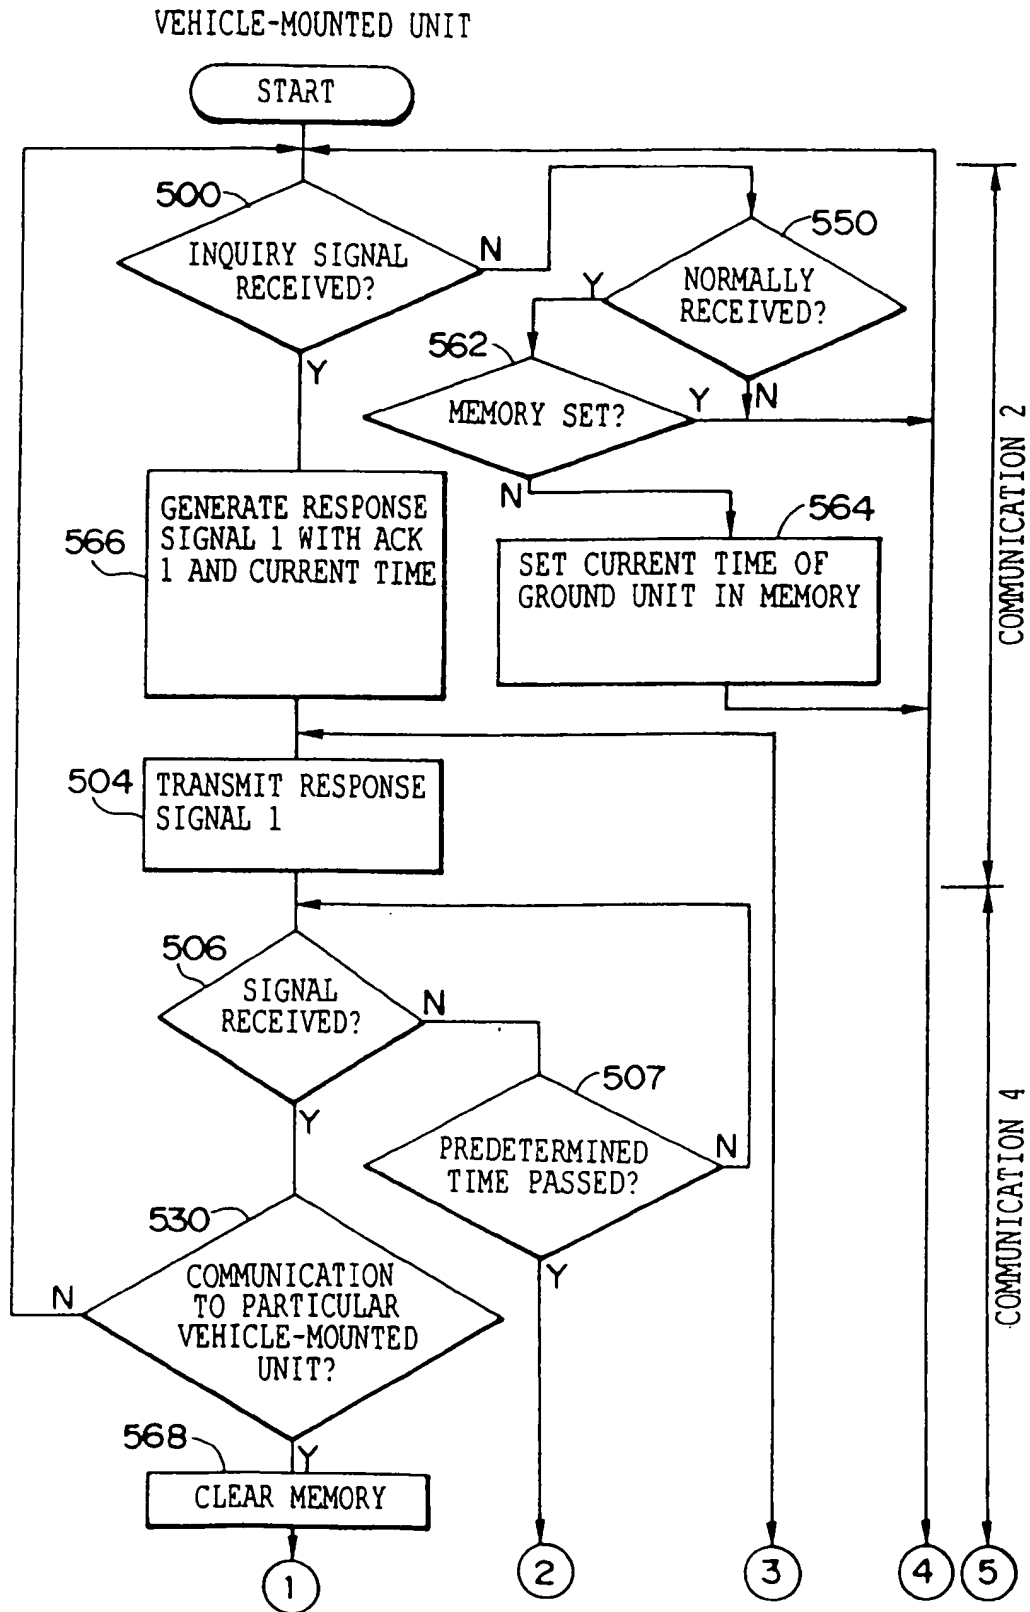 VEHICLE-MOUNTED UNIT
START
500
INQUIRY SIGNAL
RECEIVED?
N
Y
550
NORMALLY
RECEIVED?
Y
N
562
MEMORY SET?
Y
N
566
GENERATE RESPONSE
SIGNAL 1 WITH ACK
1 AND CURRENT TIME
564
SET CURRENT TIME OF
GROUND UNIT IN MEMORY
COMMUNICATION 2
504
TRANSMIT RESPONSE
SIGNAL 1
506
SIGNAL
RECEIVED?
N
Y
507
PREDETERMINED
TIME PASSED?
N
Y
530
COMMUNICATION
TO PARTICULAR
VEHICLE-MOUNTED
UNIT?
N
Y
COMMUNICATION 4
568
CLEAR MEMORY
1
2
3
4
5